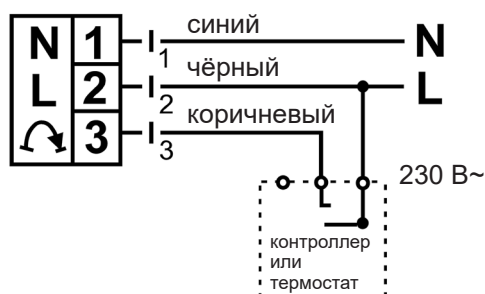 N 1 1 синий N
L 2 2 чёрный L
3 3 коричневый
230 В~
контроллер
или
термостат